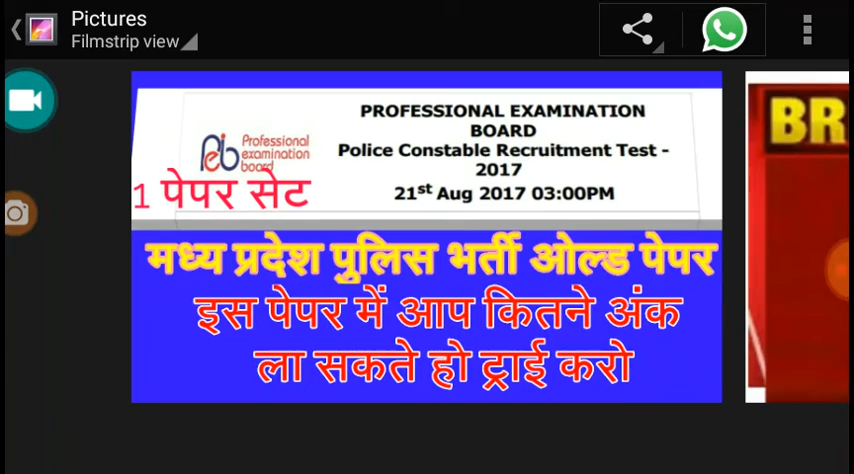 Pictures
Filmstrip view
PROFESSIONAL EXAMINATION
BOARD
Police Constable Recruitment Test -
2017
21st Aug 2017 03:00PM
peb Professional
examination
board
1 पेपर सेट
मध्य प्रदेश पुलिस भर्ती ओल्ड पेपर
इस पेपर में आप कितने अंक
ला सकते हो ट्राई करो
BR